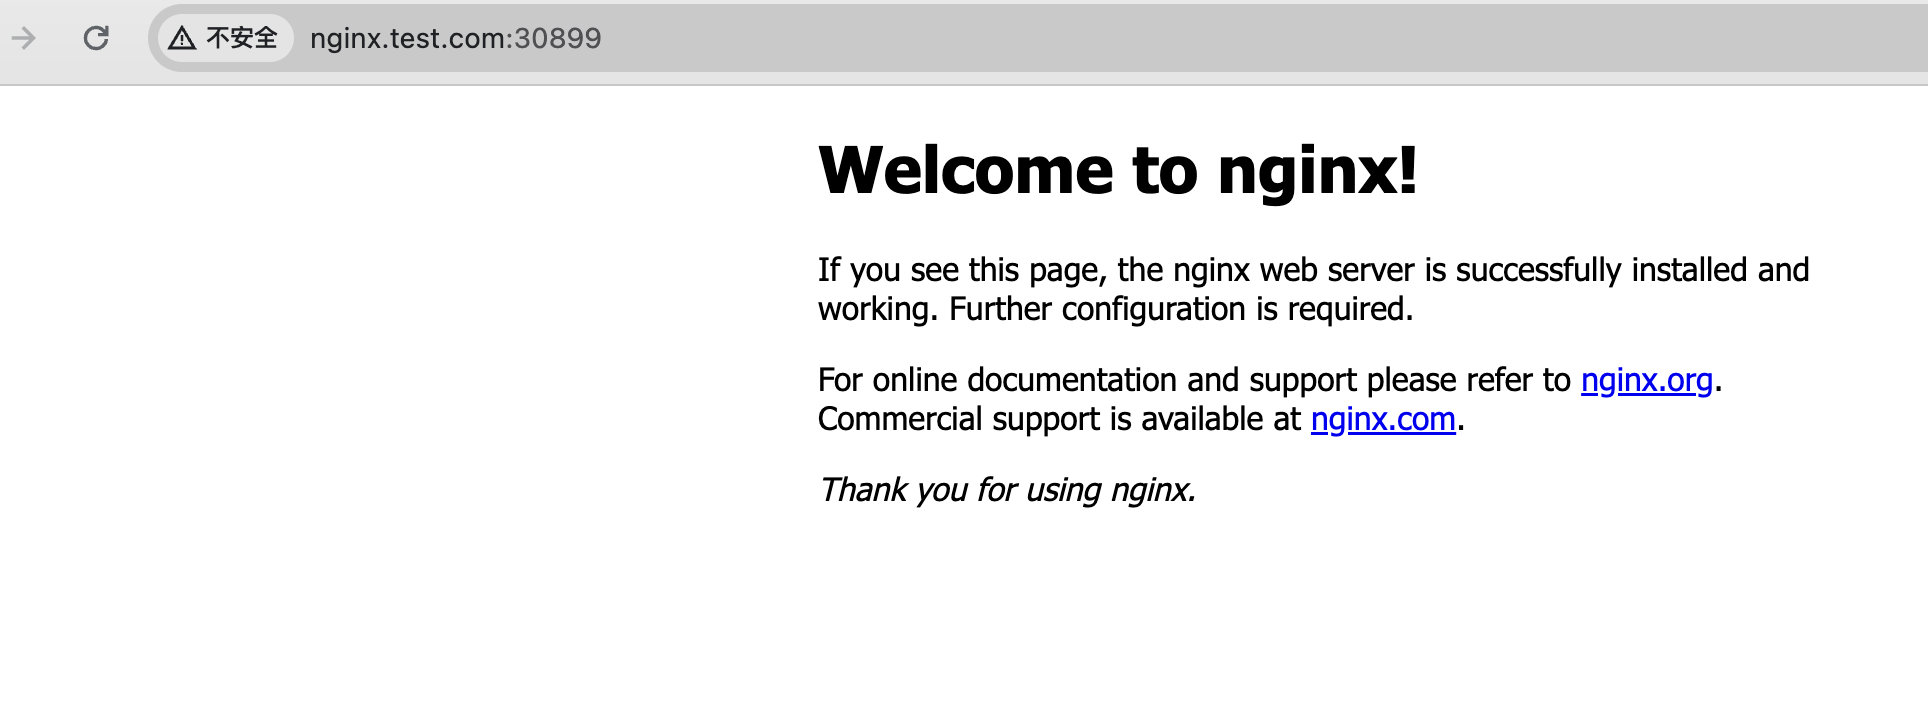 不安全 nginx.test.com:30899
Welcome to nginx!
If you see this page, the nginx web server is successfully installed and
working. Further configuration is required.
For online documentation and support please refer to nginx.org.
Commercial support is available at nginx.com.
Thank you for using nginx.